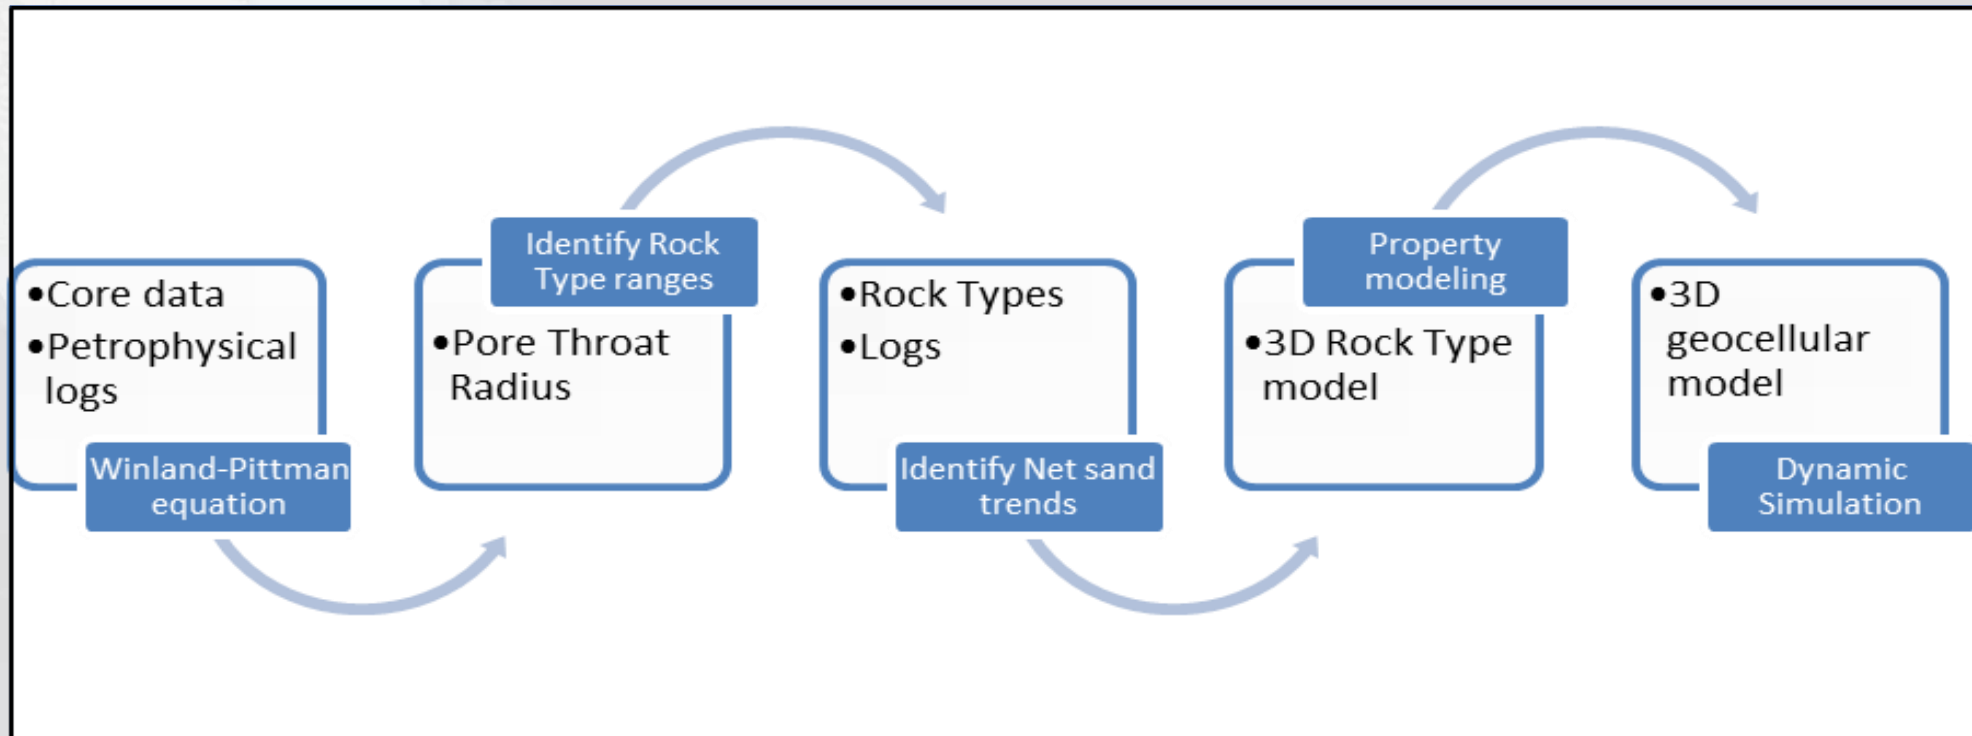 •Core data
•Petrophysical
logs
Winland-Pittman
equation
Identify Rock
Type ranges
•Pore Throat
Radius
•Rock Types
•Logs
Identify Net sand
trends
Property
modeling
•3D Rock Type
model
•3D
geocellular
model
Dynamic
Simulation